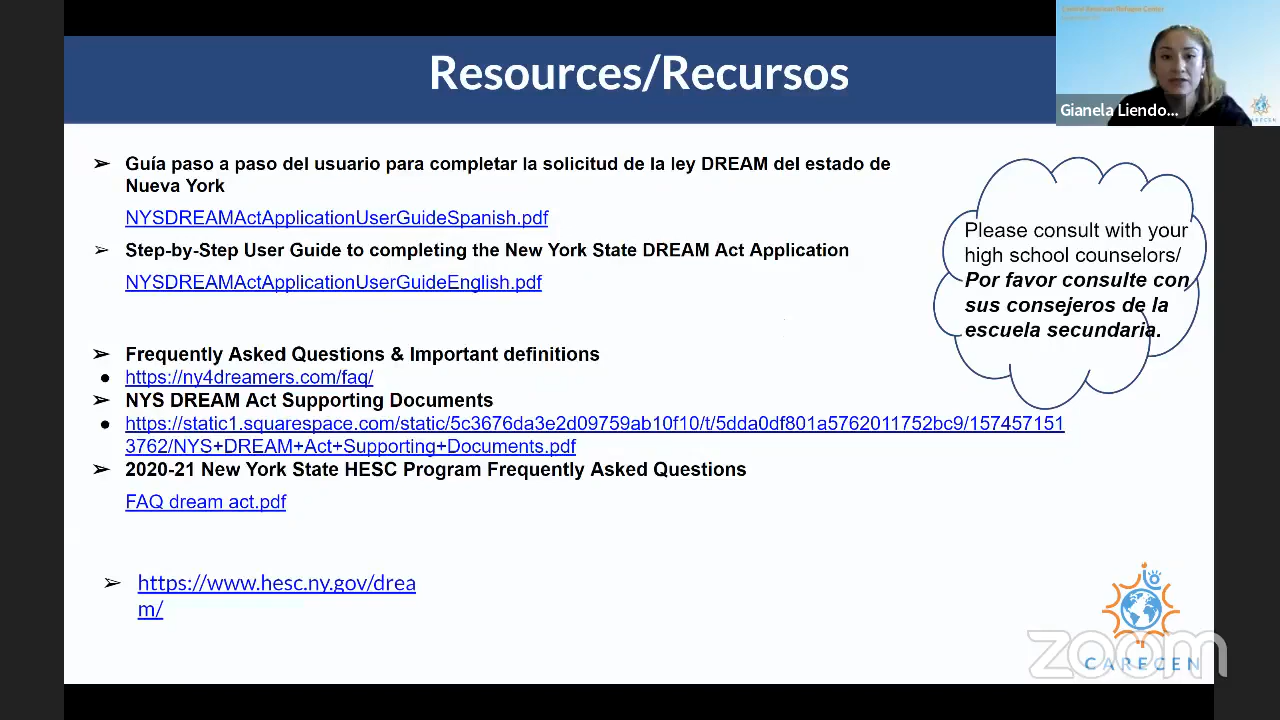 Resources/Recursos
Central American Refugee Center
Gianela Liendo...
➢ Guía paso a paso del usuario para completar la solicitud de la ley DREAM del estado de
Nueva York
NYSDREAMActApplicationUserGuideSpanish.pdf
➢ Step-by-Step User Guide to completing the New York State DREAM Act Application
NYSDREAMActApplicationUserGuideEnglish.pdf
Please consult with your
high school counselors/
Por favor consulte con
sus consejeros de la
escuela secundaria.
➢ Frequently Asked Questions & Important definitions
● https://ny4dreamers.com/faq/
➢ NYS DREAM Act Supporting Documents
● https://static1.squarespace.com/static/5c3676da3e2d09759ab10f10/t/5dda0df801a5762011752bc9/157457151
3762/NYS+DREAM+Act+Supporting+Documents.pdf
➢ 2020-21 New York State HESC Program Frequently Asked Questions
FAQ dream act.pdf
➢ https://www.hesc.ny.gov/drea
m/
zoom
CARECEN